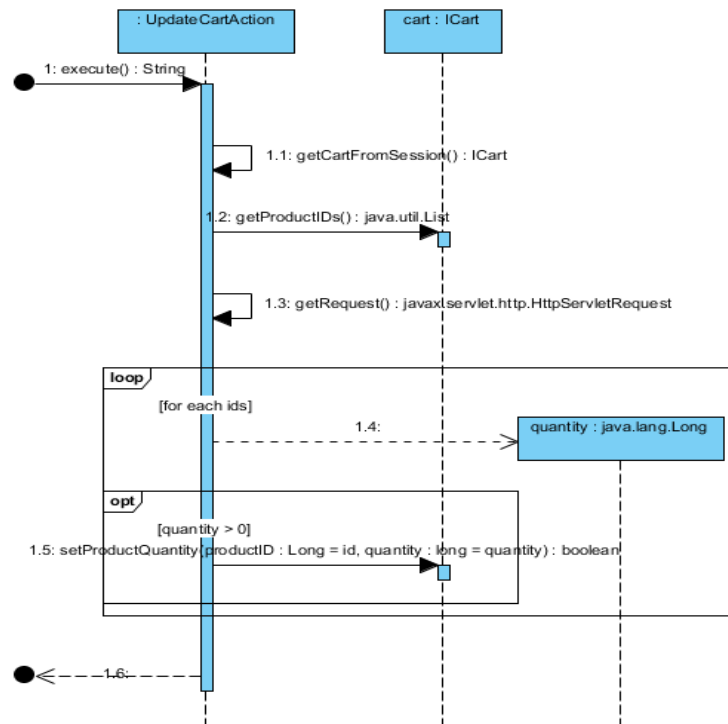 : UpdateCartAction
cart : ICart
1: execute() : String
1.1: getCartFromSession() : ICart
1.2: getProductIDs() : java.util.List
1.3: getRequest() : javax.servlet.http.HttpServletRequest
loop
[for each ids]
1.4:
quantity : java.lang.Long
opt
[quantity > 0]
1.5: setProductQuantity(productID : Long = id, quantity : long = quantity) : boolean
1.6: